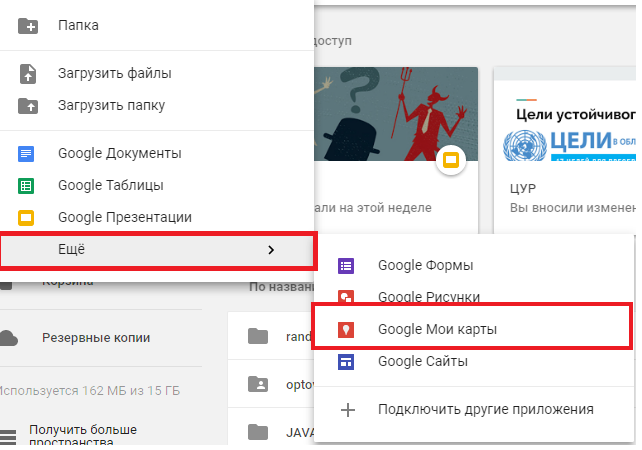 Папка
Загрузить файлы
Загрузить папку
Google Документы
Google Таблицы
Google Презентации
Ещё
доступ
Цели устойчивог
ЦЕЛИ
ЦУР
али на этой неделе
Вы вносили изменен
Google Формы
Google Рисунки
Google Мои карты
Google Сайты
Подключить другие приложения
Корзина
По названи
Резервные копии
rand
Используется 162 МБ из 15 ГБ
opto
Получить больше
пространства
JAVA